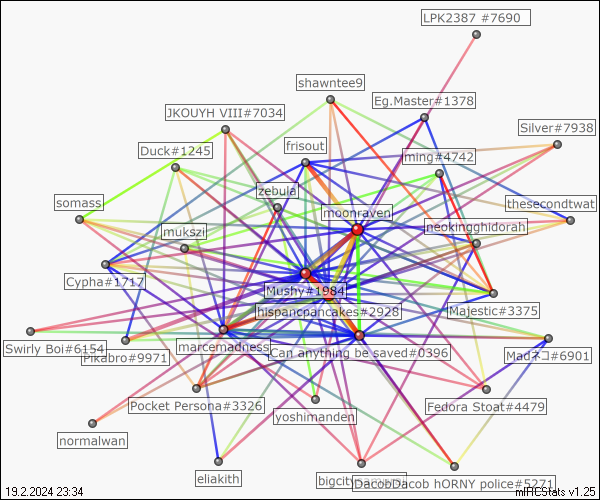 LPK2387 #7690
shawntee9
Eg.Master#1378
JKOUYH VIII#7034
Silver#7938
frisout
Duck#1245
ming#4742
zebula
somass
thesecondtwat
moonraven
neokingghidorah
mukszi
Cypha#1717
Mushy#1984
Majestic#3375
hispancpancakes#2928
Swirly Boi#6154
Pikabro#9971
marcemadness
Can anything be saved#0396
Madネコ#6901
Pocket Persona#3326
yoshimanden
Fedora Stoat#4479
normalwan
eliakith
bigcity
DacobDacob hORNY police#5271
19.2.2024 23:34
mIRCStats v1.25